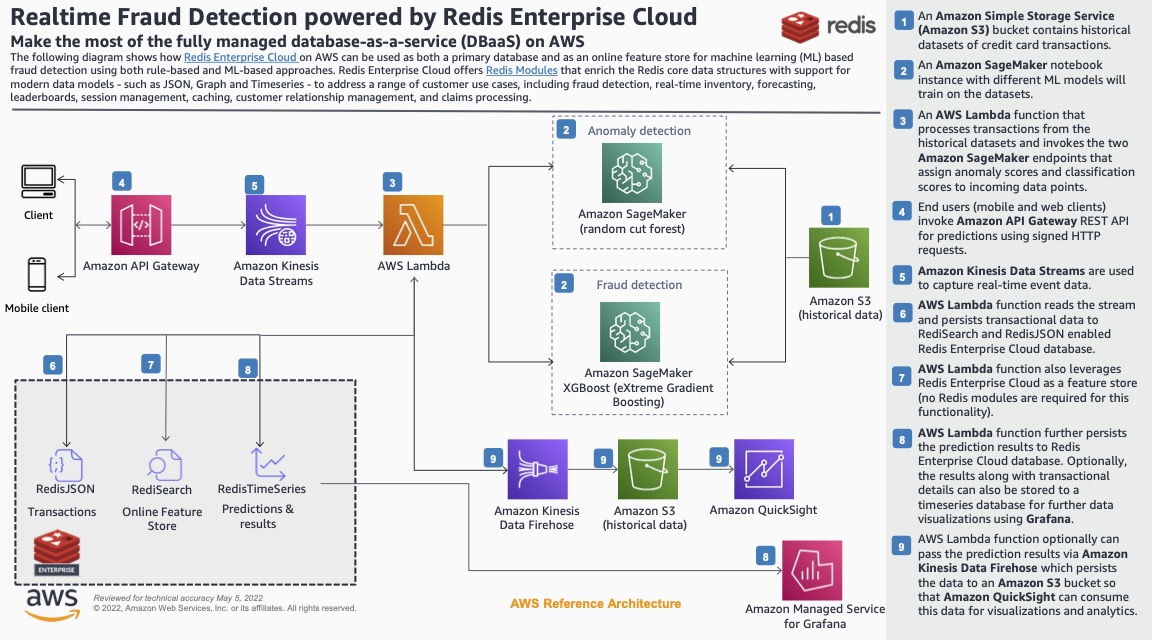 Realtime Fraud Detection powered by Redis Enterprise Cloud
Make the most of the fully managed database-as-a-service (DBaaS) on AWS
The following diagram shows how Redis Enterprise Cloud on AWS can be used as both a primary database and as an online feature store for machine learning (ML) based
fraud detection using both rule-based and ML-based approaches. Redis Enterprise Cloud offers Redis Modules that enrich the Redis core data structures with support for
modern data models - such as JSON, Graph and Timeseries - to address a range of customer use cases, including fraud detection, real-time inventory, forecasting,
leaderboards, session management, caching, customer relationship management, and claims processing.
redis
Client
Mobile client
4
Amazon API Gateway
5
Amazon Kinesis
Data Streams
3
AWS Lambda
2
Anomaly detection
Amazon SageMaker
(random cut forest)
2
Fraud detection
Amazon SageMaker
XGBoost (eXtreme Gradient
Boosting)
1
Amazon S3
(historical data)
6
7
8
RedisJSON
Transactions
RediSearch
Online Feature
Store
RedisTimeSeries
Predictions &
results
ENTERPRISE
9
Amazon Kinesis
Data Firehose
9
Amazon S3
(historical data)
9
Amazon QuickSight
8
Amazon Managed Service
for Grafana
aws
Reviewed for technical accuracy May 5, 2022
© 2022, Amazon Web Services, Inc. or its affiliates. All rights reserved.
AWS Reference Architecture
1
An Amazon Simple Storage Service
(Amazon S3) bucket contains historical
datasets of credit card transactions.
2
An Amazon SageMaker notebook
instance with different ML models will
train on the datasets.
3
An AWS Lambda function that
processes transactions from the
historical datasets and invokes the two
Amazon SageMaker endpoints that
assign anomaly scores and classification
scores to incoming data points.
4
End users (mobile and web clients)
invoke Amazon API Gateway REST API
for predictions using signed HTTP
requests.
5
Amazon Kinesis Data Streams are used
to capture real-time event data.
6
AWS Lambda function reads the stream
and persists transactional data to
RediSearch and RedisJSON enabled
Redis Enterprise Cloud database.
7
AWS Lambda function also leverages
Redis Enterprise Cloud as a feature store
(no Redis modules are required for this
functionality).
8
AWS Lambda function further persists
the prediction results to Redis
Enterprise Cloud database. Optionally,
the results along with transactional
details can also be stored to a
timeseries database for further data
visualizations using Grafana.
9
AWS Lambda function optionally can
pass the prediction results via Amazon
Kinesis Data Firehose which persists
the data to an Amazon S3 bucket so
that Amazon QuickSight can consume
this data for visualizations and analytics.